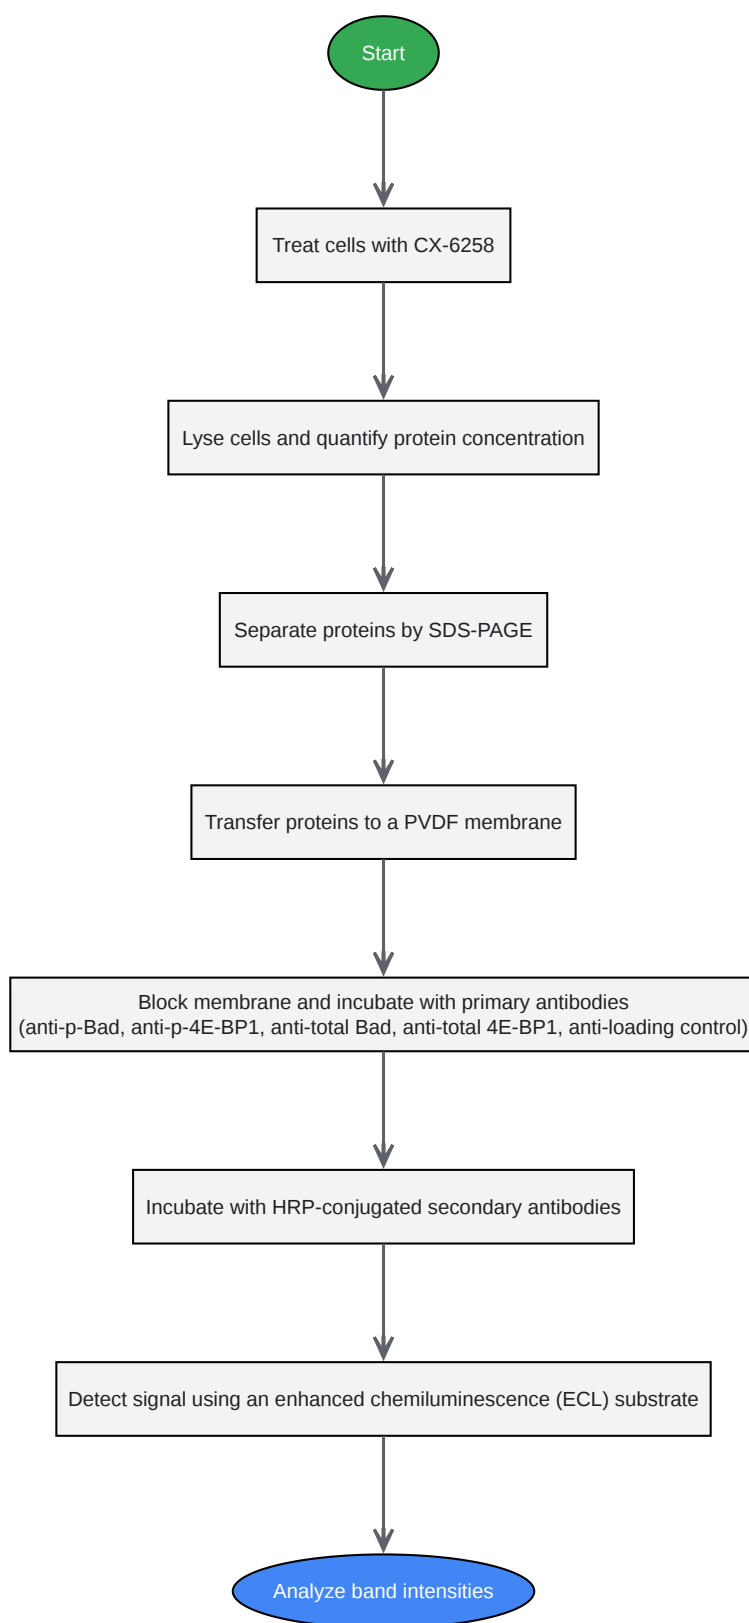 Start
Treat cells with CX-6258
Lyse cells and quantify protein concentration
Separate proteins by SDS-PAGE
Transfer proteins to a PVDF membrane
Block membrane and incubate with primary antibodies
(anti-p-Bad, anti-p-4E-BP1, anti-total Bad, anti-total 4E-BP1, anti-loading control)
Incubate with HRP-conjugated secondary antibodies
Detect signal using an enhanced chemiluminescence (ECL) substrate
Analyze band intensities